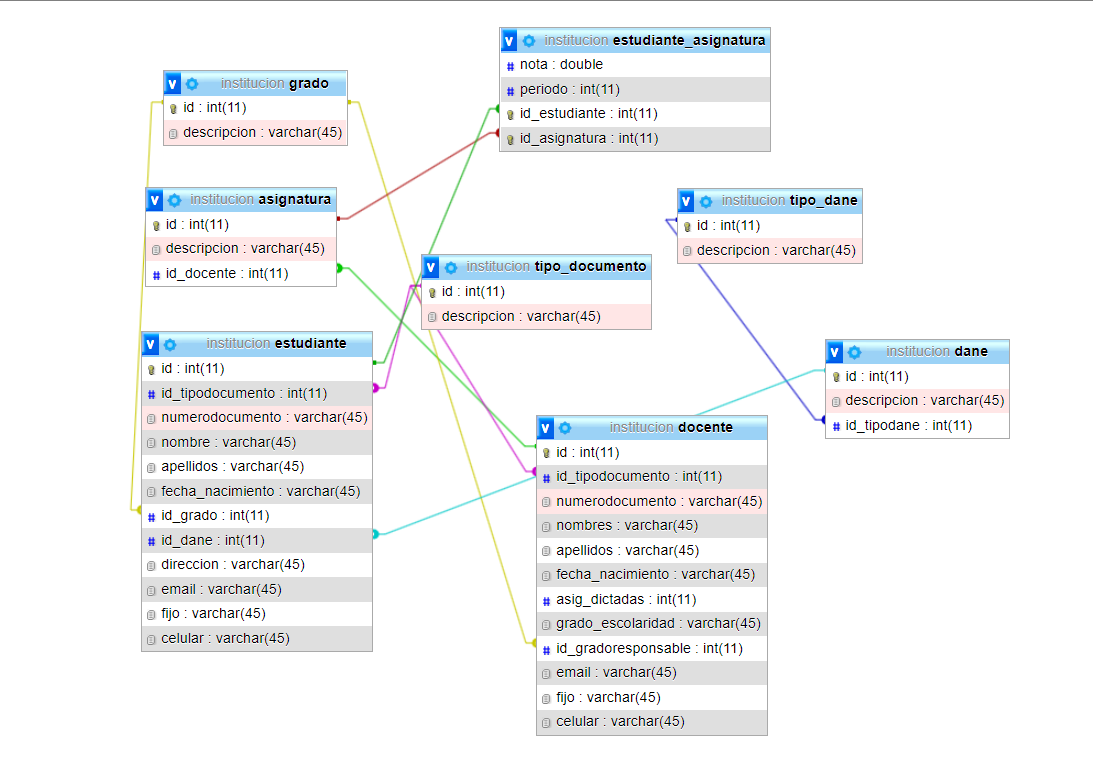 institucion estudiante_asignatura
# nota : double
# periodo : int(11)
id_estudiante : int(11)
id_asignatura : int(11)
v institucion grado
id : int(11)
descripcion : varchar(45)
v institucion asignatura
id : int(11)
descripcion : varchar(45)
# id_docente : int(11)
v institucion tipo_dane
id : int(11)
descripcion : varchar(45)
v institucion tipo_documento
id : int(11)
descripcion : varchar(45)
v institucion estudiante
id : int(11)
# id_tipodocumento : int(11)
numerodocumento : varchar(45)
nombre : varchar(45)
apellidos : varchar(45)
fecha_nacimiento : varchar(45)
# id_grado : int(11)
# id_dane : int(11)
direccion : varchar(45)
email : varchar(45)
fijo : varchar(45)
celular : varchar(45)
v institucion dane
id : int(11)
descripcion : varchar(45)
# id_tipodane : int(11)
v institucion docente
id : int(11)
# id_tipodocumento : int(11)
numerodocumento : varchar(45)
nombres : varchar(45)
apellidos : varchar(45)
fecha_nacimiento : varchar(45)
# asig_dictadas : int(11)
grado_escolaridad : varchar(45)
# id_gradoresponsable : int(11)
email : varchar(45)
fijo : varchar(45)
celular : varchar(45)